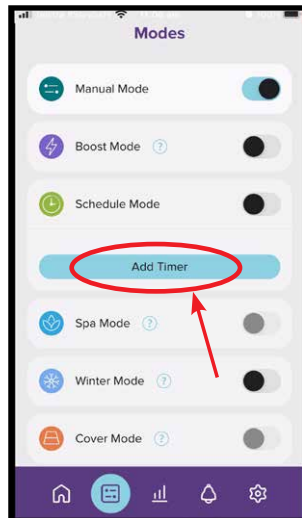 Modes
Manual Mode
Boost Mode ?
Schedule Mode
Add Timer
Spa Mode ?
Winter Mode ?
Cover Mode ?